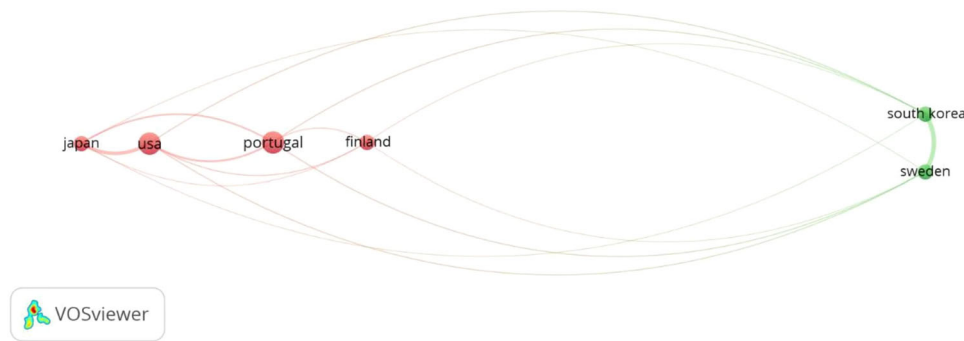 south korea
japan
usa
portugal
finland
sweden
VOSviewer